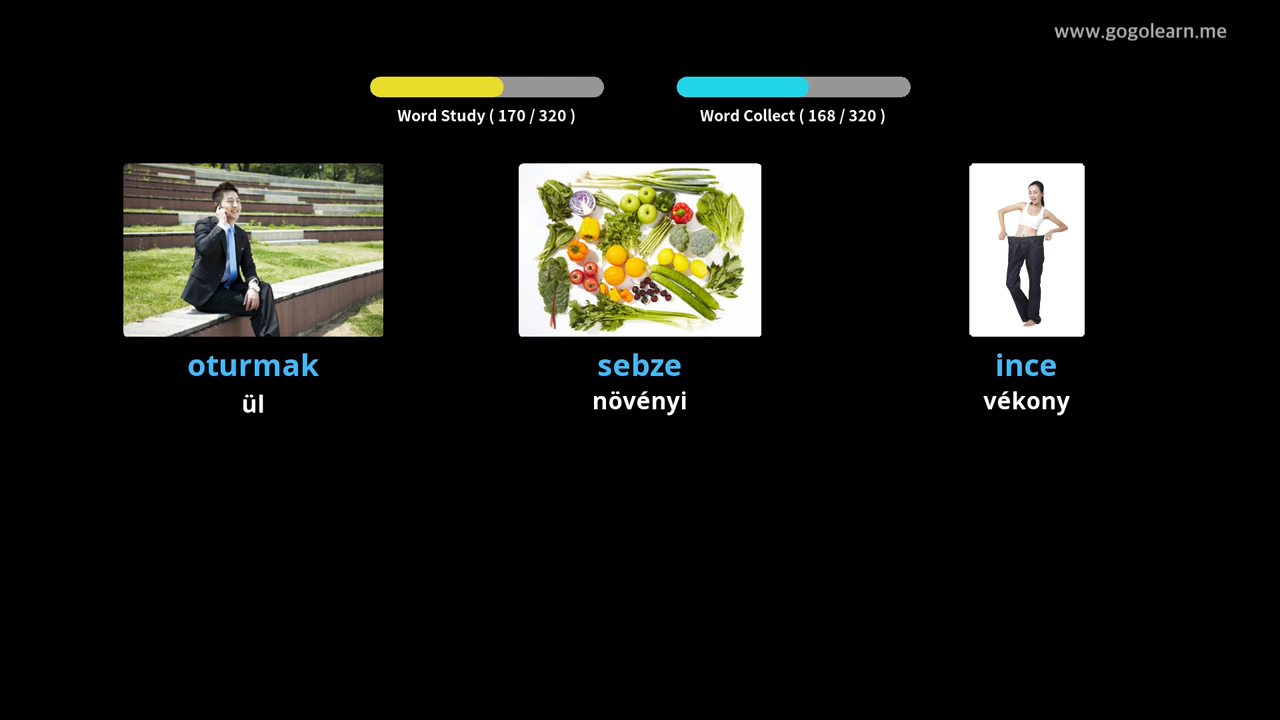 www.gogolearn.me
Word Study ( 170 / 320 )
Word Collect ( 168 / 320 )
oturmak
ül
sebze
növényi
ince
vékony